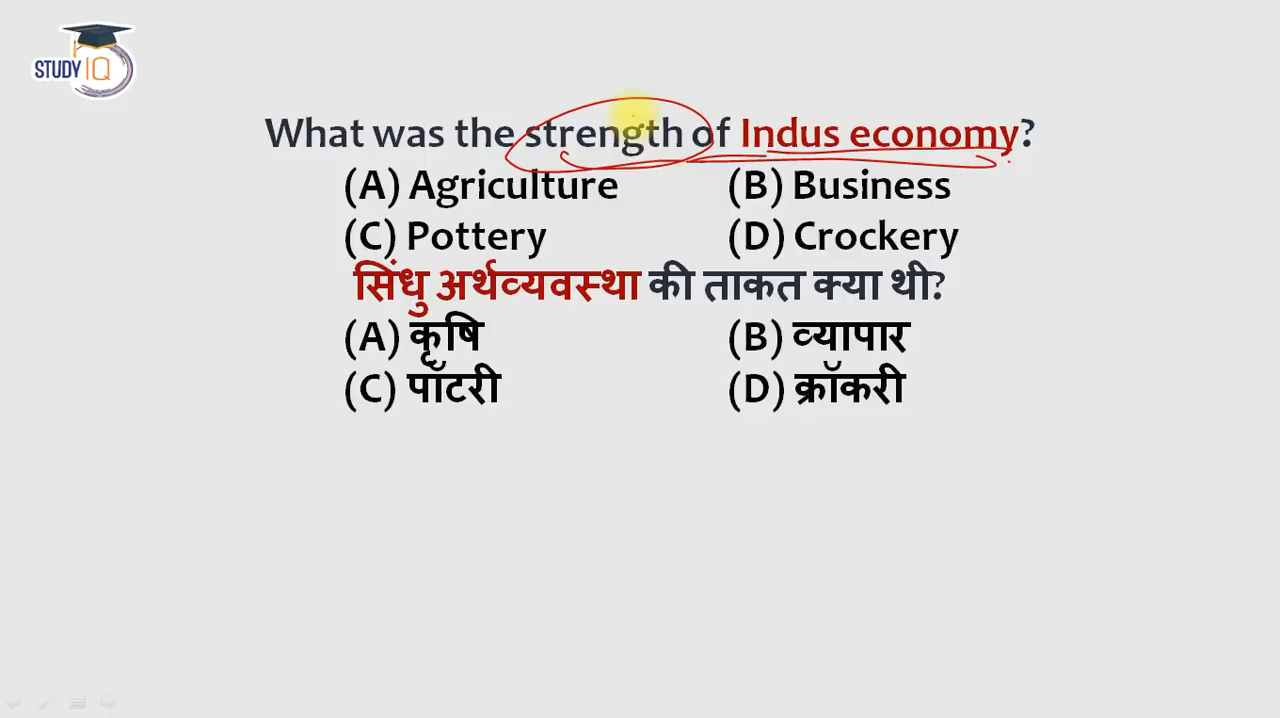 STUDY IQ
What was the strength of Indus economy?
(A) Agriculture (B) Business
(C) Pottery (D) Crockery
सिंधु अर्थव्यवस्था की ताकत क्या थी?
(A) कृषि (B) व्यापार
(C) पॉटरी (D) क्रॉकरी